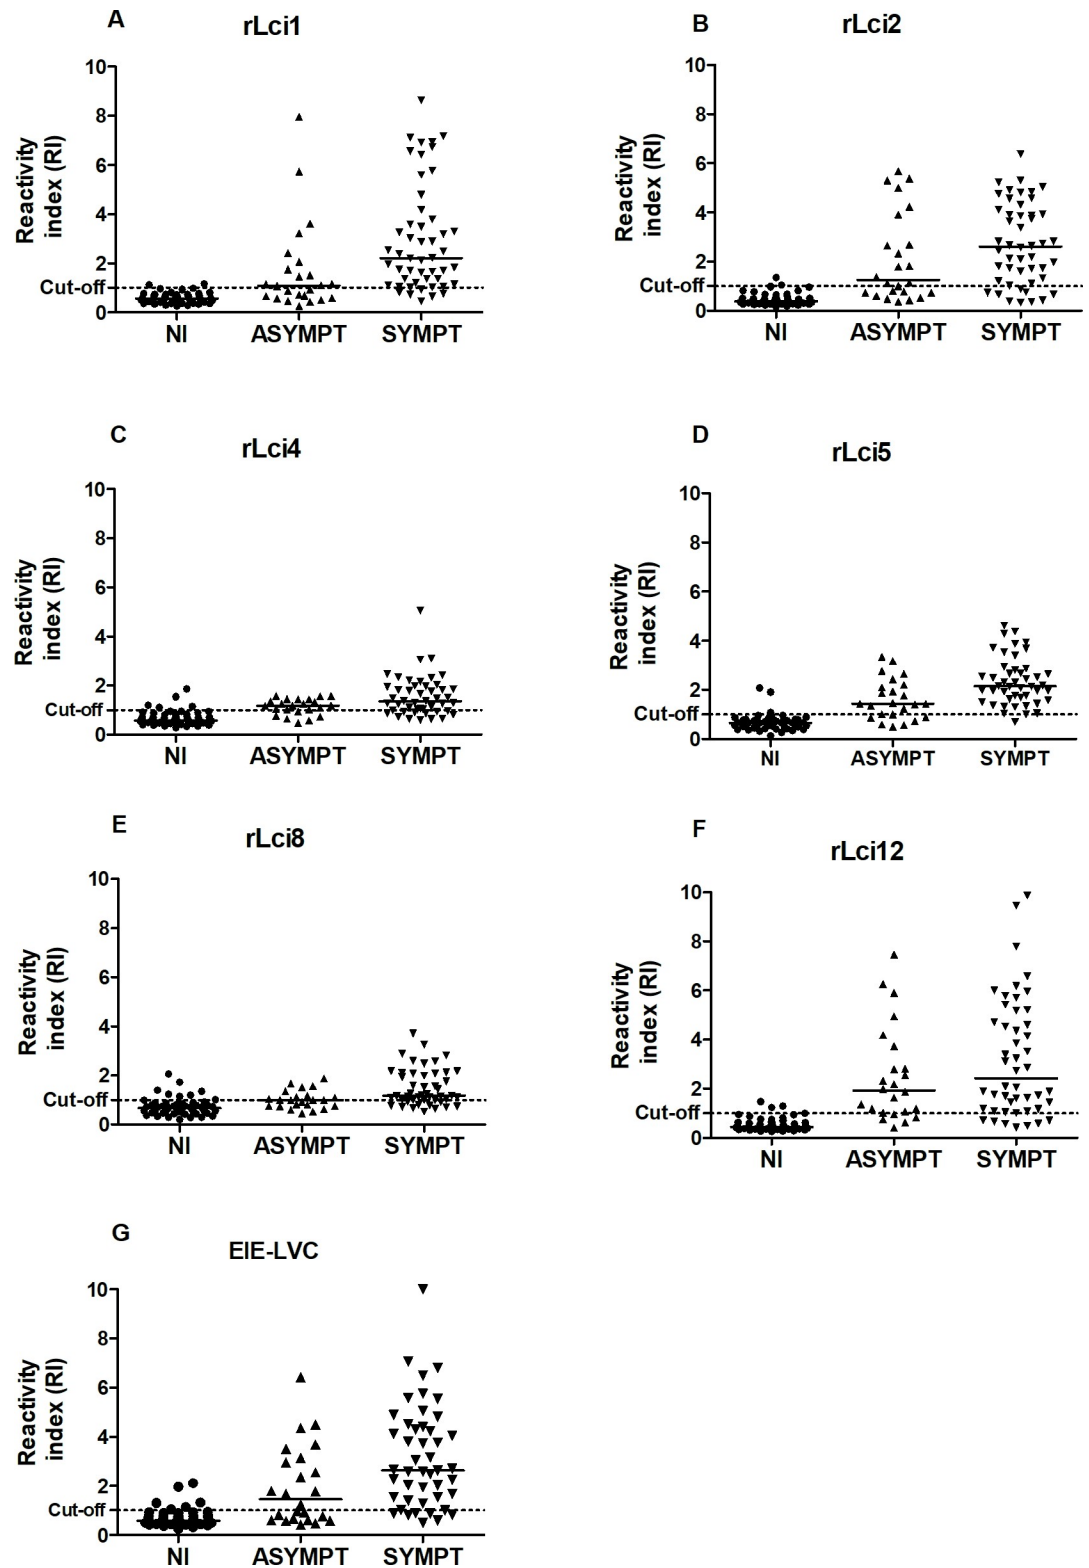 A
rLci1
Reactivity
index (RI)
10
8
6
4
2
Cut-off
0
NI ASYMPT SYMPT
B
rLci2
Reactivity
index (RI)
10
8
6
4
2
Cut-off
0
NI ASYMPT SYMPT
C
rLci4
Reactivity
index (RI)
10
8
6
4
2
Cut-off
0
NI ASYMPT SYMPT
D
rLci5
Reactivity
index (RI)
10
8
6
4
2
Cut-off
0
NI ASYMPT SYMPT
E
rLci8
Reactivity
index (RI)
10
8
6
4
2
Cut-off
0
NI ASYMPT SYMPT
F
rLci12
Reactivity
index (RI)
10
8
6
4
2
Cut-off
0
NI ASYMPT SYMPT
G
EIE-LVC
Reactivity
index (RI)
10
8
6
4
2
Cut-off
0
NI ASYMPT SYMPT